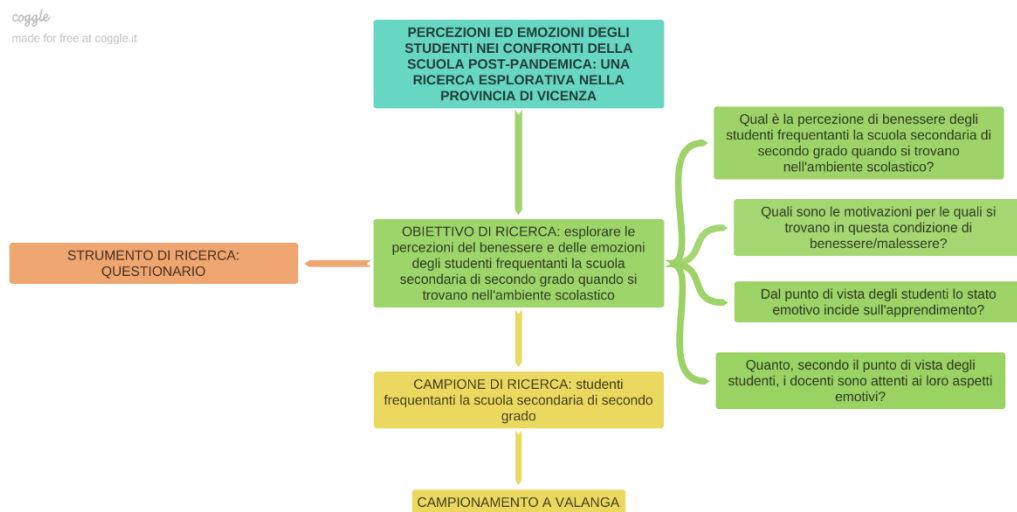 coggle
made for free at coggle.it
PERCEZIONI ED EMOZIONI DEGLI
STUDENTI NEI CONFRONTI DELLA
SCUOLA POST-PANDEMICA: UNA
RICERCA ESPLORATIVA NELLA
PROVINCIA DI VICENZA
Qual è la percezione di benessere degli
studenti frequentanti la scuola secondaria di
secondo grado quando si trovano
nell'ambiente scolastico?
Quali sono le motivazioni per le quali si
trovano in questa condizione di
benessere/malessere?
STRUMENTO DI RICERCA:
QUESTIONARIO
OBIETTIVO DI RICERCA: esplorare le
percezioni del benessere e delle emozioni
degli studenti frequentanti la scuola
secondaria di secondo grado quando si
trovano nell'ambiente scolastico
Dal punto di vista degli studenti lo stato
emotivo incide sull'apprendimento?
Quanto, secondo il punto di vista degli
studenti, i docenti sono attenti ai loro aspetti
emotivi?
CAMPIONE DI RICERCA: studenti
frequentanti la scuola secondaria di secondo
grado
CAMPIONAMENTO A VALANGA